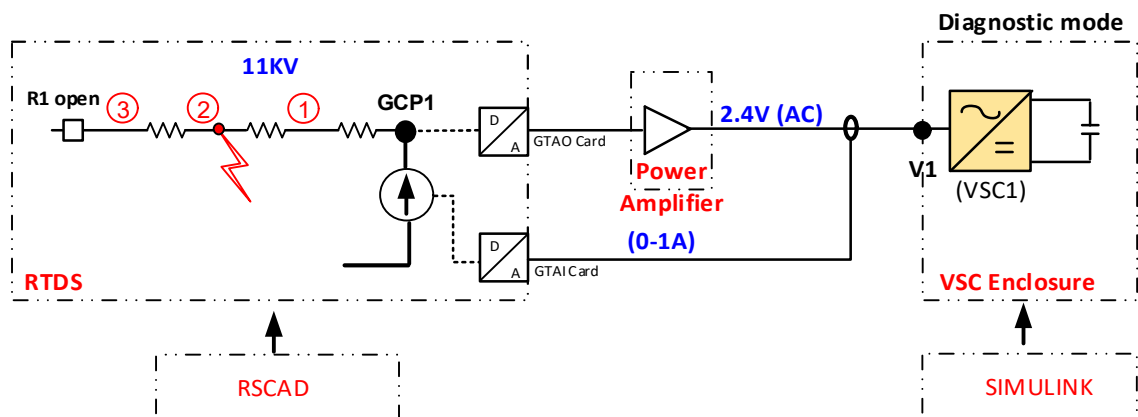 Diagnostic mode
11KV
R1 open
3
2
1
GCP1
D
A
GTAO Card
2.4V (AC)
Power
Amplifier
V1
(VSC1)
(0-1A)
D
A
GTAI Card
RTDS
VSC Enclosure
RSCAD
SIMULINK